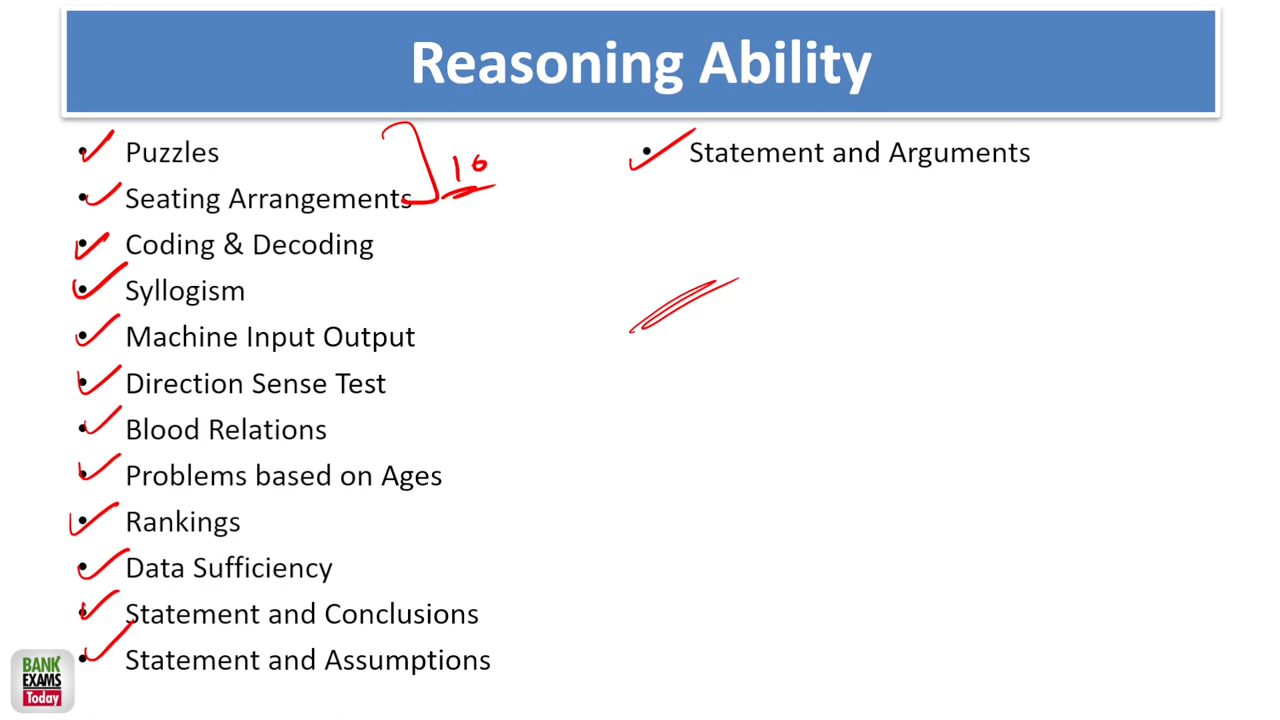 Reasoning Ability
• Puzzles
• Seating Arrangements
16
• Coding & Decoding
• Syllogism
• Machine Input Output
• Direction Sense Test
• Blood Relations
• Problems based on Ages
• Rankings
• Data Sufficiency
• Statement and Conclusions
• Statement and Assumptions
• Statement and Arguments
BANK
EXAMS
Today